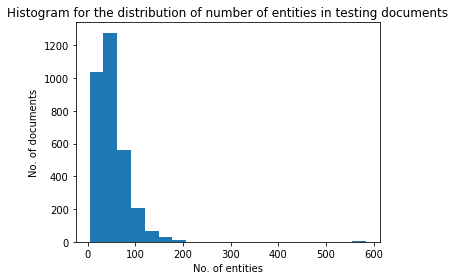 Histogram for the distribution of number of entities in testing documents
1200
1000
800
600
400
200
0
No. of documents
0 100 200 300 400 500 600
No. of entities